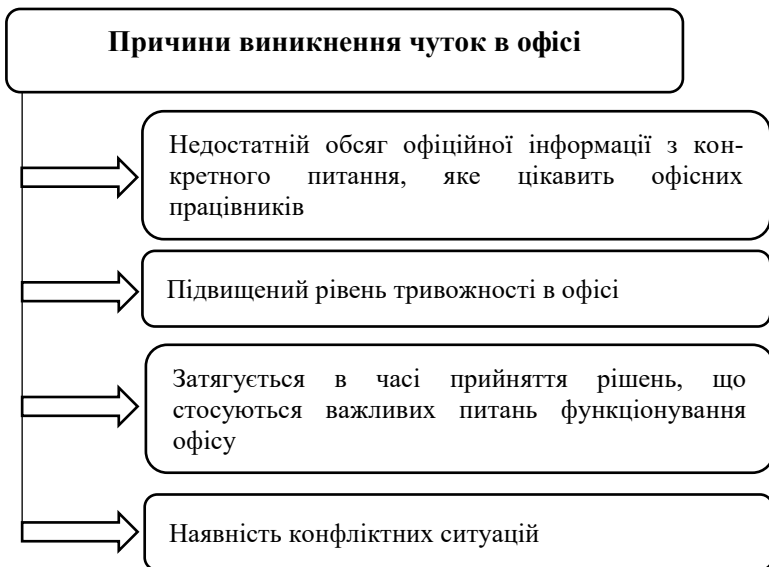 Причини виникнення чуток в офісі
Недостатній обсяг офіційної інформації з кон-
кретного питання, яке цікавить офісних
працівників
Підвищений рівень тривожності в офісі
Затягується в часі прийняття рішень, що
стосуються важливих питань функціонування
офісу
Наявність конфліктних ситуацій